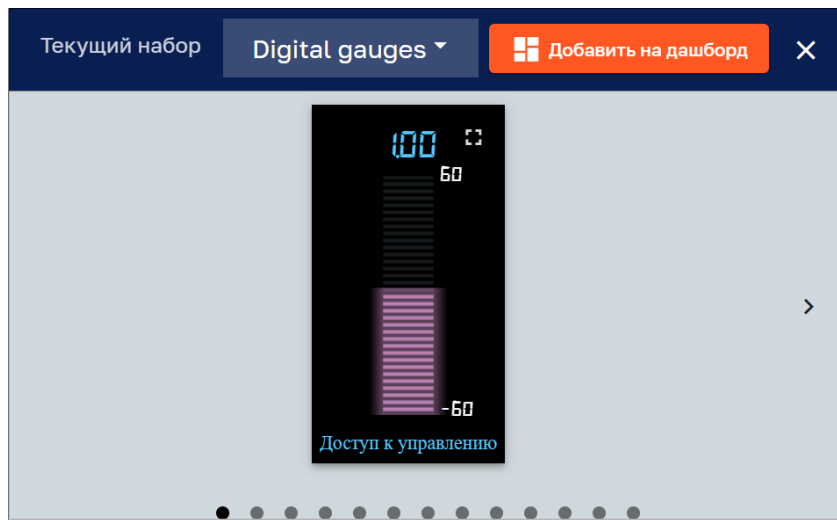 Текущий набор
Digital gauges
Добавить на дашборд
1.00
60
-60
Доступ к управлению